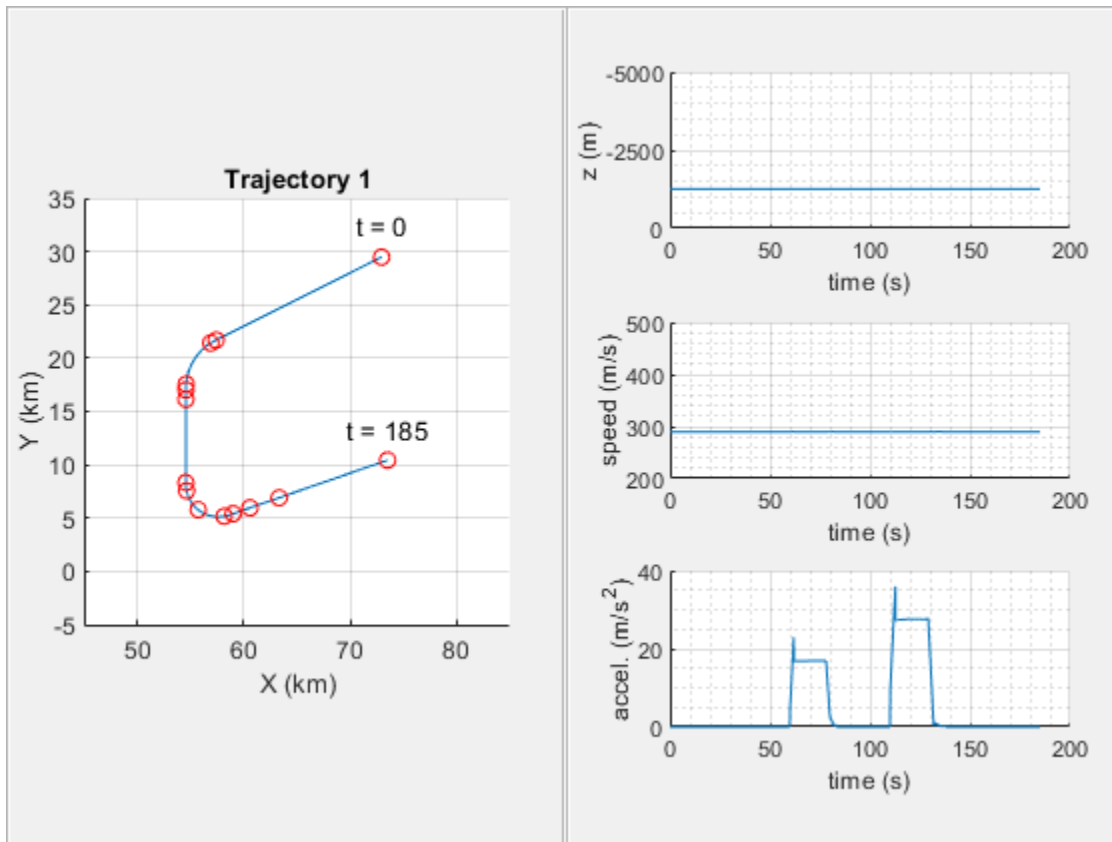 Trajectory 1
35
30
25
20
15
10
5
0
-5
Y (km)
t = 0
t = 185
50 60 70 80
X (km)
-5000
-2500
0
z (m)
0 50 100 150 200
time (s)
500
400
300
200
speed (m/s)
0 50 100 150 200
time (s)
40
20
0
accel. (m/s²)
0 50 100 150 200
time (s)